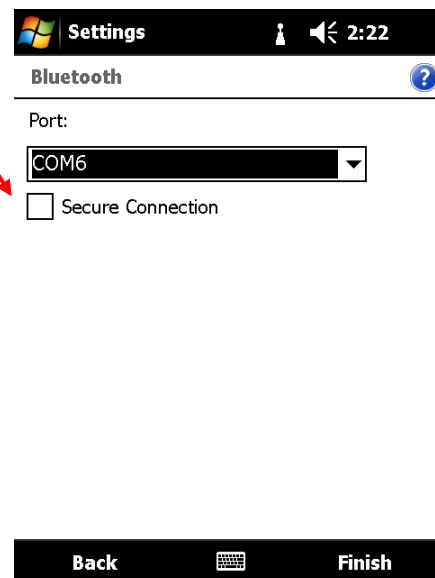 Settings 2:22
Bluetooth ?
Port:
COM6
Secure Connection
Back Finish